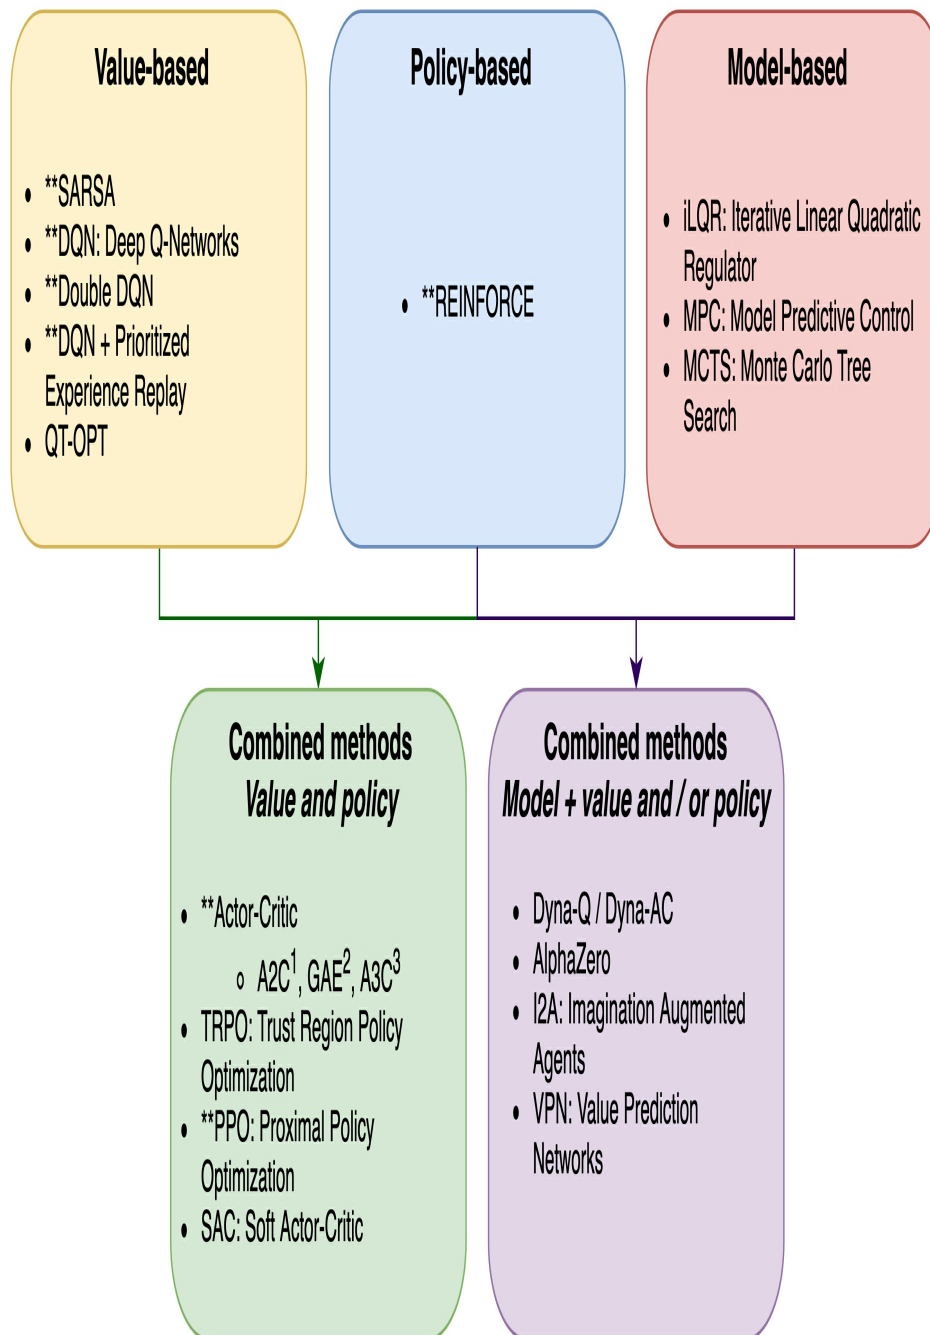 Value-based
• **SARSA
• **DQN: Deep Q-Networks
• **Double DQN
• **DQN + Prioritized
Experience Replay
• QT-OPT
Policy-based
• **REINFORCE
Model-based
• iLQR: Iterative Linear Quadratic
Regulator
• MPC: Model Predictive Control
• MCTS: Monte Carlo Tree
Search
Combined methods
Value and policy
• **Actor-Critic
○ A2C¹, GAE², A3C³
• TRPO: Trust Region Policy
Optimization
• **PPO: Proximal Policy
Optimization
• SAC: Soft Actor-Critic
Combined methods
Model + value and / or policy
• Dyna-Q / Dyna-AC
• AlphaZero
• I2A: Imagination Augmented
Agents
• VPN: Value Prediction
Networks